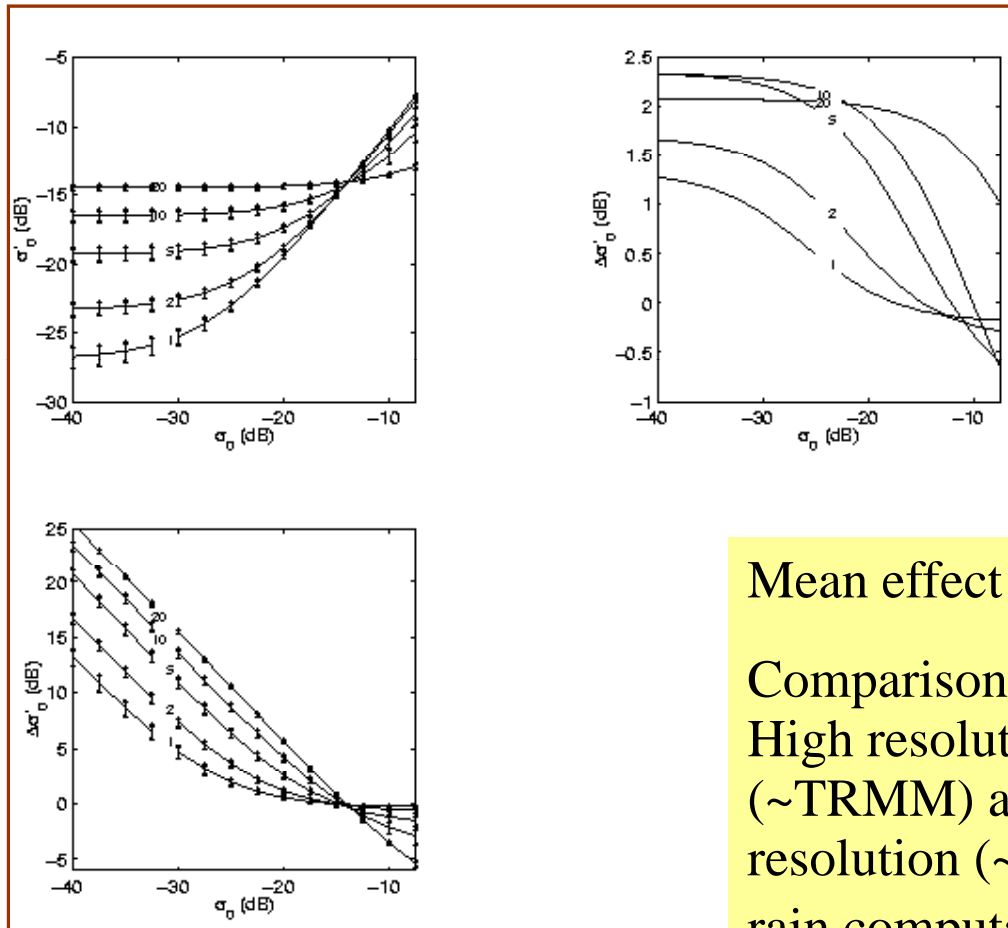 −5
−10
−15
−20
−25
−30
σ'₀ (dB)
20
10
5
2
1
−40 −30 −20 −10
σ₀ (dB)
2.5
2
1.5
1
0.5
0
−0.5
−1
Δσ'₀ (dB)
10
20
5
2
1
−40 −30 −20 −10
σ₀ (dB)
25
20
15
10
5
0
−5
Δσ'₀ (dB)
20
10
5
2
1
−40 −30 −20 −10
σ₀ (dB)
Mean effect
Comparison
High resolut
(~TRMM) a
resolution (~